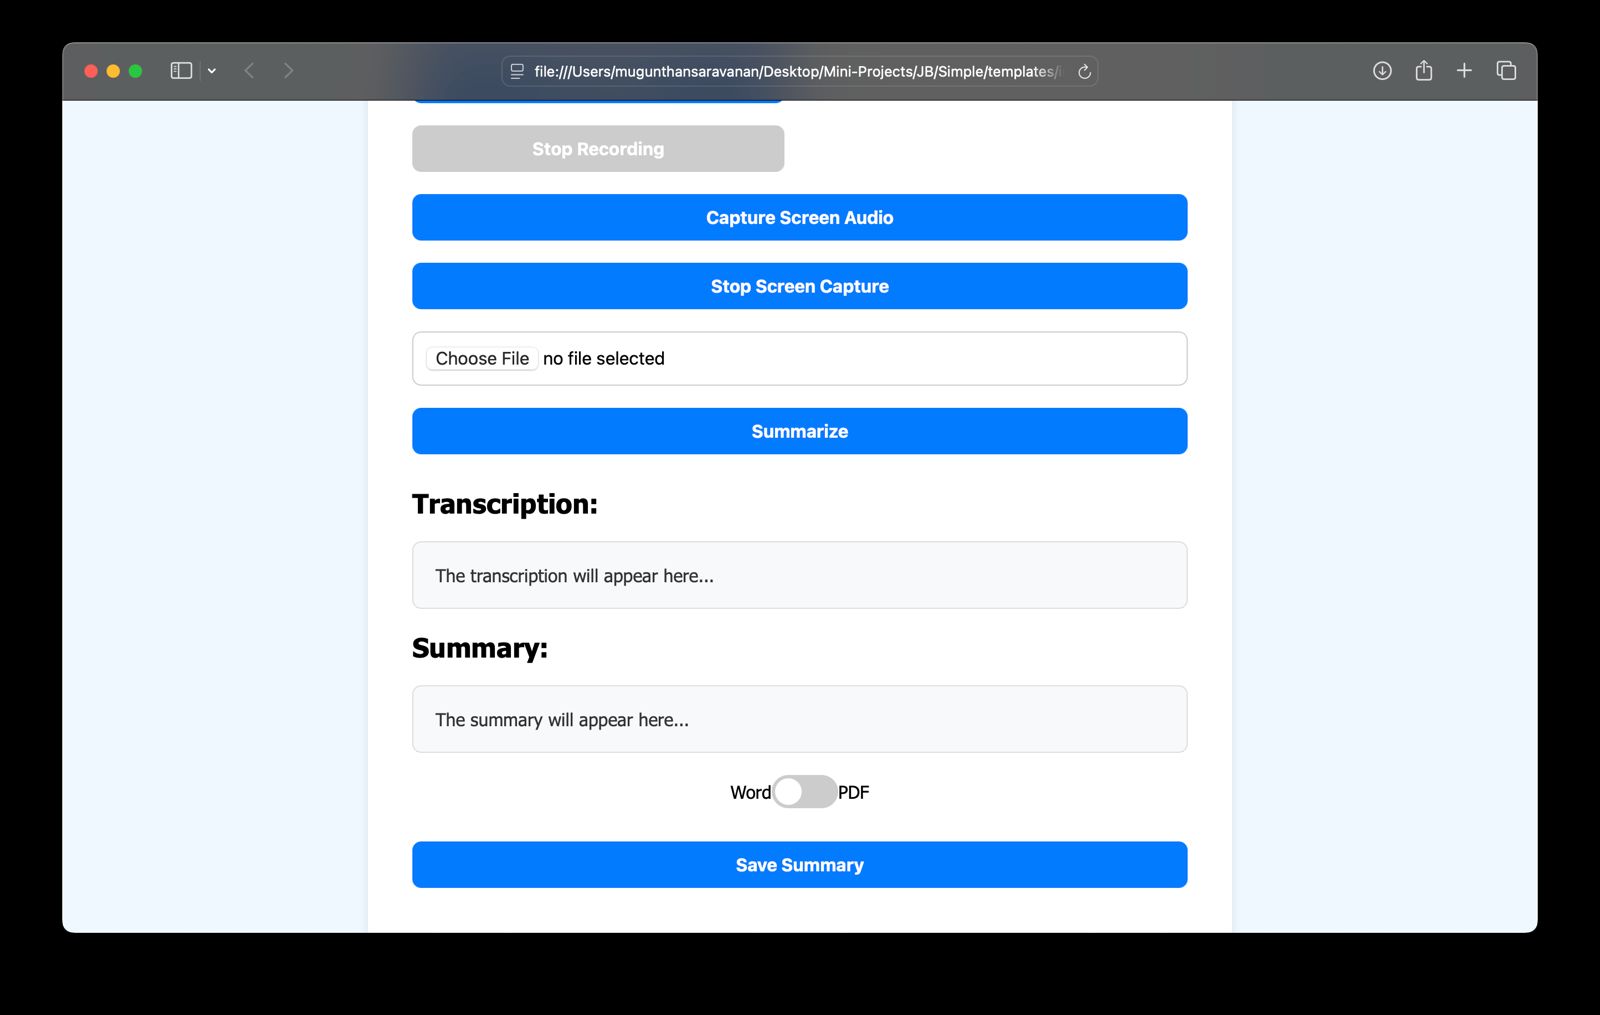 file:///Users/mugunthansaravanan/Desktop/Mini-Projects/JB/Simple/templates/
Stop Recording
Capture Screen Audio
Stop Screen Capture
Choose File no file selected
Summarize
Transcription:
The transcription will appear here...
Summary:
The summary will appear here...
Word PDF
Save Summary